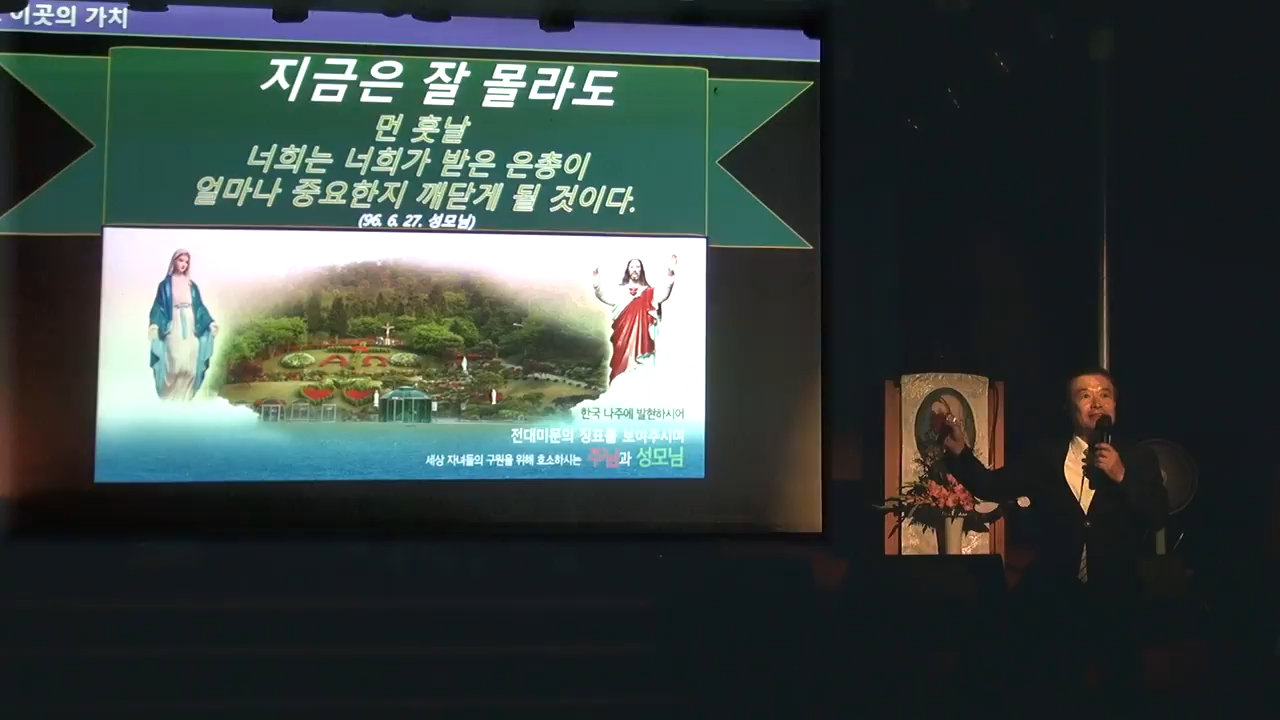 이곳의 가치
지금은 잘 몰라도
먼 훗날
너희는 너희가 받은 은총이
얼마나 중요한지 깨닫게 될 것이다.
(96. 6. 27. 성모님)
ΑΩ
한국 나주에 발현하시어
전대미문의 징표를 보여주시며
세상 자녀들의 구원을 위해 호소하시는 주님과 성모님